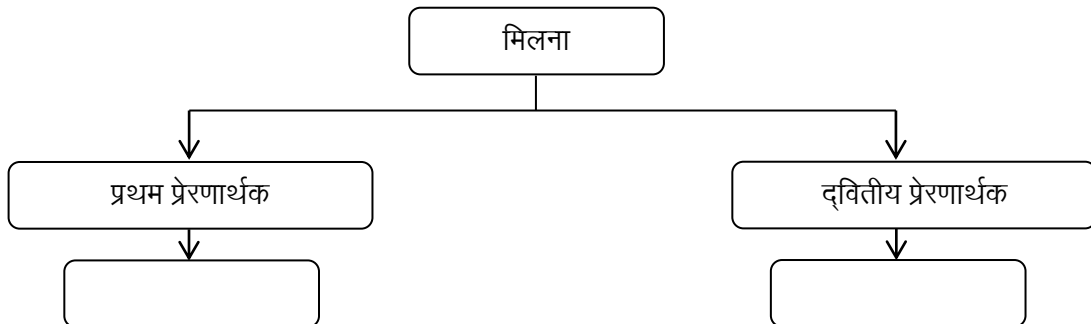 मिलना
प्रथम प्रेरणार्थक
द्‌वितीय प्रेरणार्थक